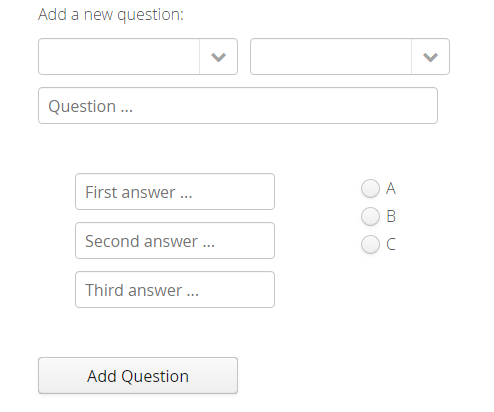 Add a new question:
Question ...
First answer ...
A
Second answer ...
B
C
Third answer ...
Add Question